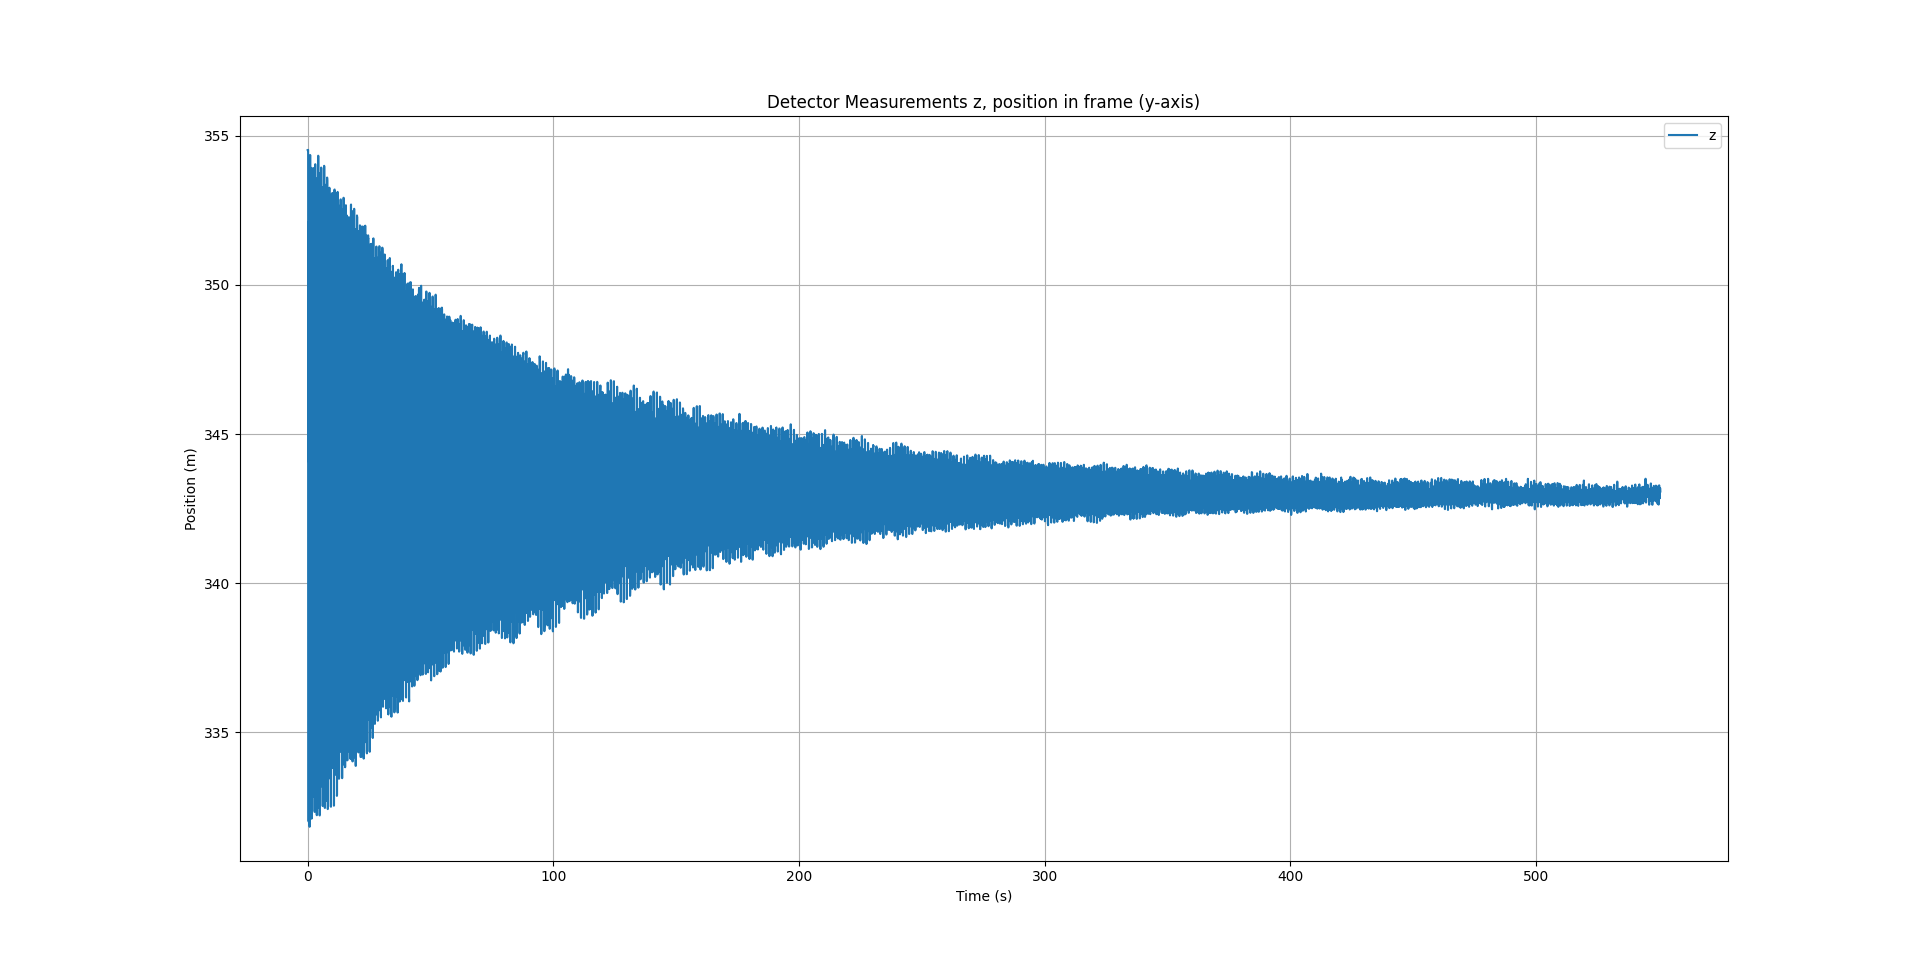 Detector Measurements z, position in frame (y-axis)
z
355
350
345
340
335
Position (m)
0 100 200 300 400 500
Time (s)